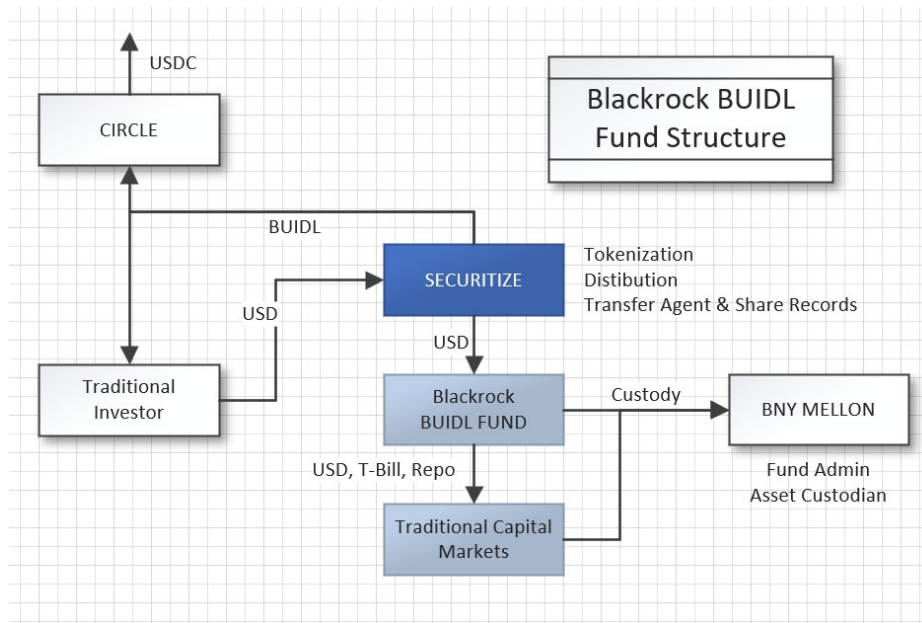 USDC
CIRCLE
Blackrock BUIDL
Fund Structure
BUIDL
SECURITIZE
Tokenization
Distibution
Transfer Agent & Share Records
USD
USD
Traditional
Investor
Blackrock
BUIDL FUND
Custody
BNY MELLON
Fund Admin
Asset Custodian
USD, T-Bill, Repo
Traditional Capital
Markets